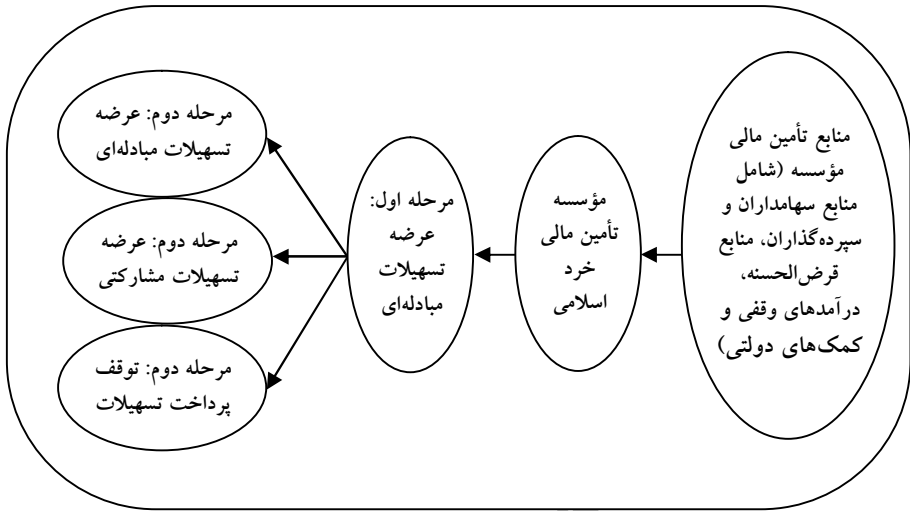 منابع تأمین مالی
مؤسسه (شامل
منابع سهامداران و
سپرده‌گذاران، منابع
قرض‌الحسنه،
درآمدهای وقفی و
کمک‌های دولتی)
مؤسسه
تأمین مالی
خرد
اسلامی
مرحله اول:
عرضه
تسهیلات
مبادله‌ای
مرحله دوم: عرضه
تسهیلات مبادله‌ای
مرحله دوم: عرضه
تسهیلات مشارکتی
مرحله دوم: توقف
پرداخت تسهیلات